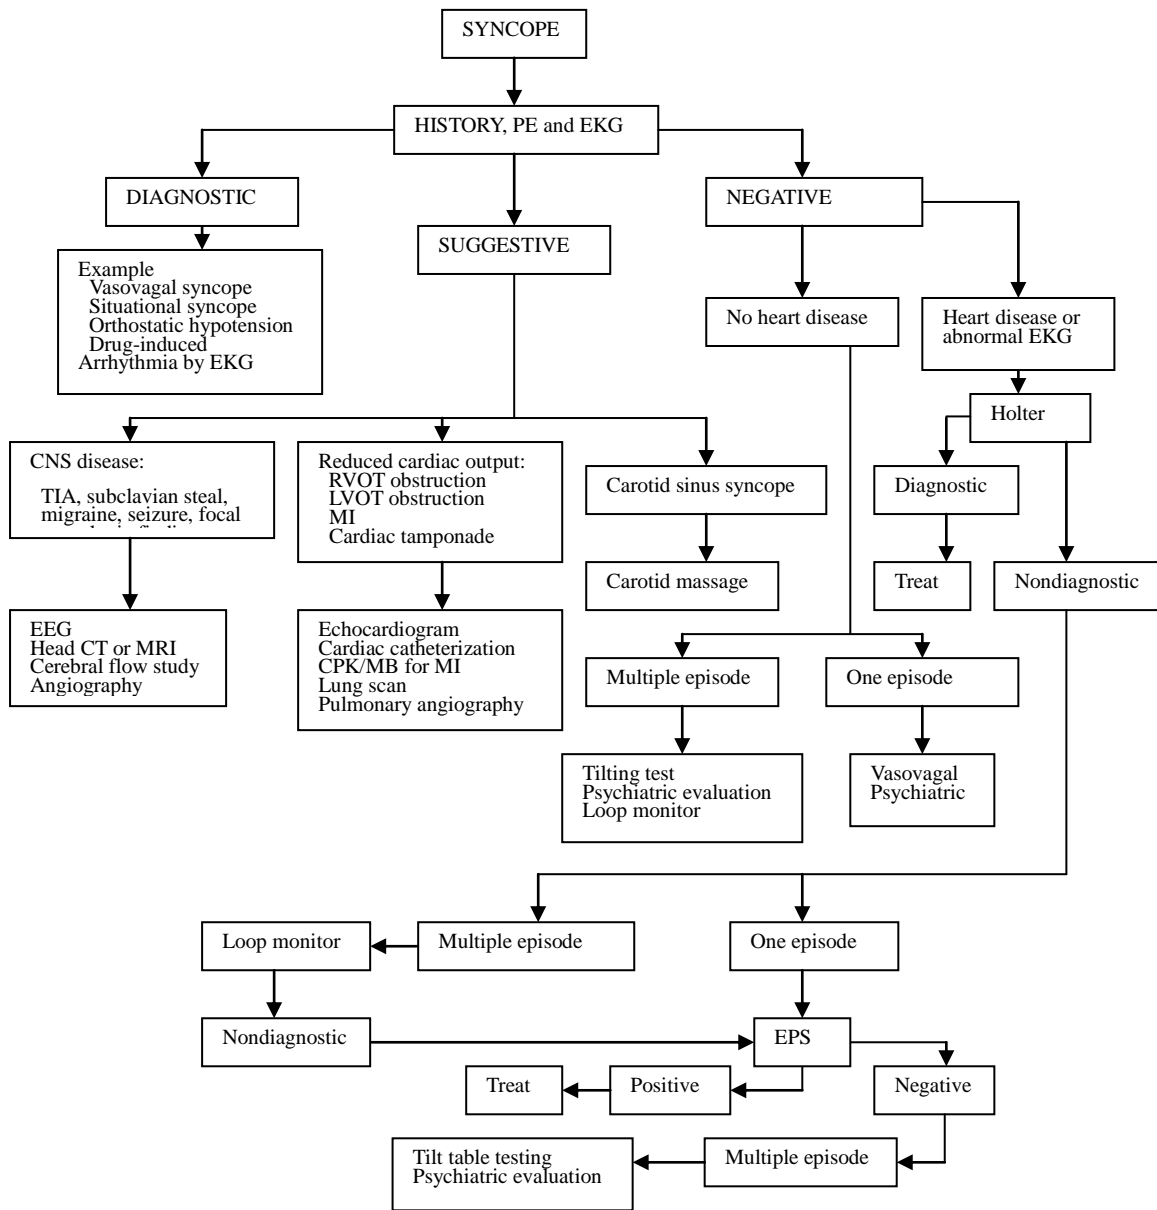 SYNCOPE
HISTORY, PE and EKG
DIAGNOSTIC
NEGATIVE
SUGGESTIVE
Example
Vasovagal syncope
Situational syncope
Orthostatic hypotension
Drug-induced
Arrhythmia by EKG
No heart disease
Heart disease or
abnormal EKG
Holter
CNS disease:
TIA, subclavian steal,
migraine, seizure, focal
Reduced cardiac output:
RVOT obstruction
LVOT obstruction
MI
Cardiac tamponade
Carotid sinus syncope
Diagnostic
Carotid massage
Treat
Nondiagnostic
EEG
Head CT or MRI
Cerebral flow study
Angiography
Echocardiogram
Cardiac catheterization
CPK/MB for MI
Lung scan
Pulmonary angiography
Multiple episode
One episode
Tilting test
Psychiatric evaluation
Loop monitor
Vasovagal
Psychiatric
Loop monitor
Multiple episode
One episode
Nondiagnostic
EPS
Treat
Positive
Negative
Tilt table testing
Psychiatric evaluation
Multiple episode